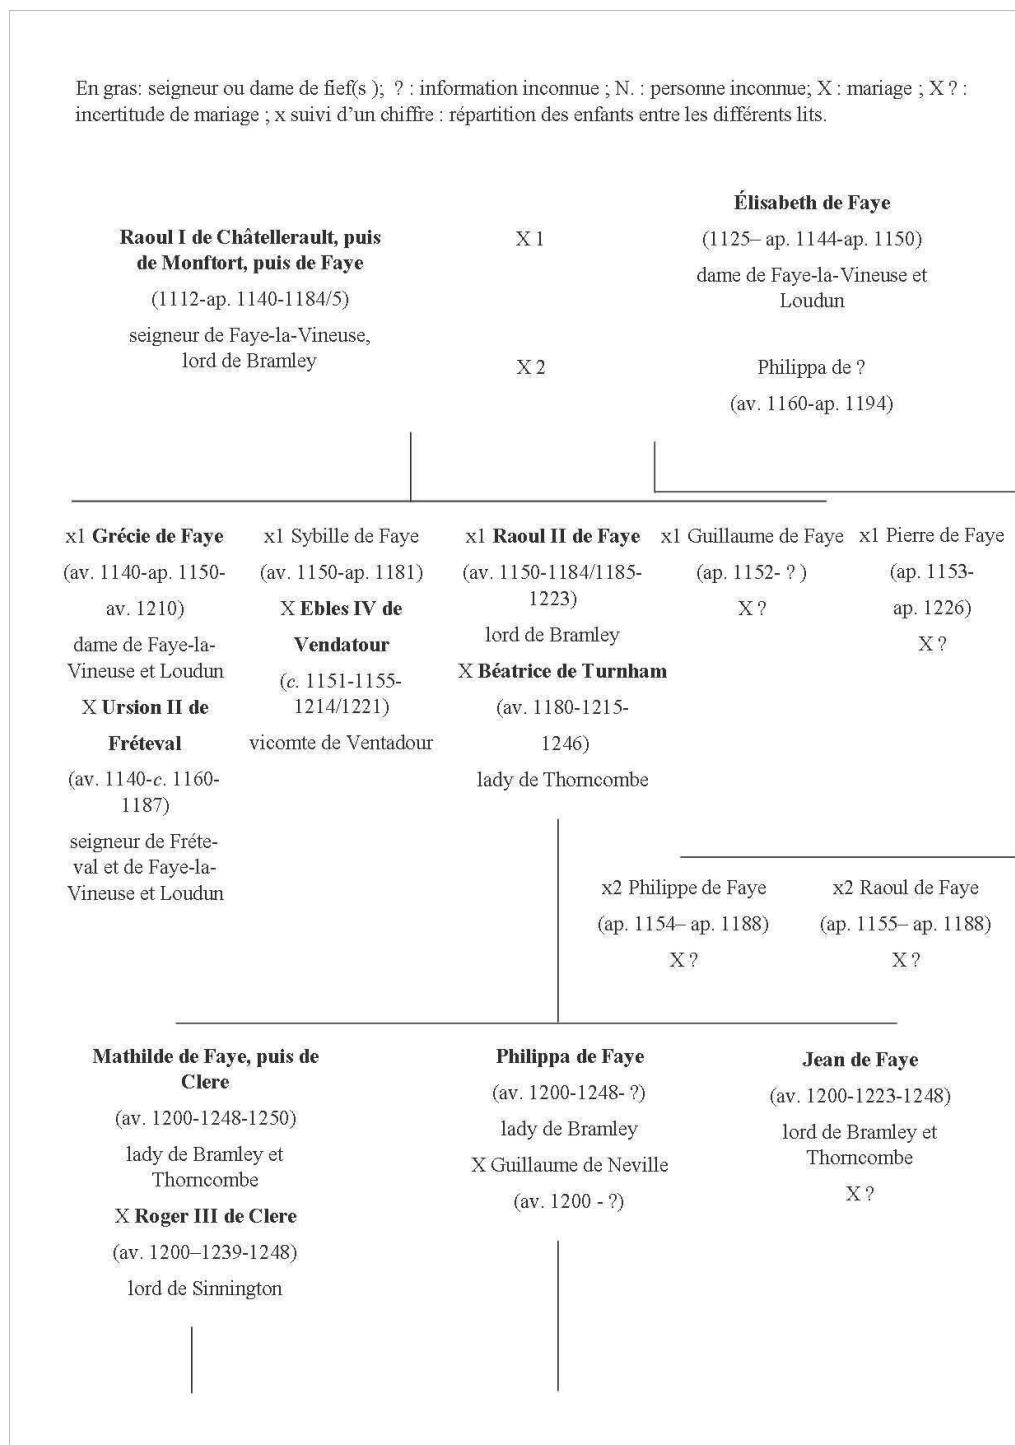 En gras: seigneur ou dame de fief(s ); ? : information inconnue ; N. : personne inconnue; X : mariage ; X ? :
incertitude de mariage ; x suivi d'un chiffre : répartition des enfants entre les différents lits.
Raoul I de Châtellerault, puis
de Monftort, puis de Faye
(1112-ap. 1140-1184/5)
seigneur de Faye-la-Vineuse,
lord de Bramley
X 1
X 2
Élisabeth de Faye
(1125– ap. 1144-ap. 1150)
dame de Faye-la-Vineuse et
Loudun
Philippa de ?
(av. 1160-ap. 1194)
x1 Grécie de Faye
(av. 1140-ap. 1150-
av. 1210)
dame de Faye-la-
Vineuse et Loudun
X Ursion II de
Fréteval
(av. 1140-c. 1160-
1187)
seigneur de Fréte-
val et de Faye-la-
Vineuse et Loudun
x1 Sybille de Faye
(av. 1150-ap. 1181)
X Ebles IV de
Vendatour
(c. 1151-1155-
1214/1221)
vicomte de Ventadour
x1 Raoul II de Faye
(av. 1150-1184/1185-
1223)
lord de Bramley
X Béatrice de Turnham
(av. 1180-1215-
1246)
lady de Thorncombe
x1 Guillaume de Faye
(ap. 1152- ? )
X ?
x1 Pierre de Faye
(ap. 1153-
ap. 1226)
X ?
x2 Philippe de Faye
(ap. 1154– ap. 1188)
X ?
x2 Raoul de Faye
(ap. 1155– ap. 1188)
X ?
Mathilde de Faye, puis de
Clere
(av. 1200-1248-1250)
lady de Bramley et
Thorncombe
X Roger III de Clere
(av. 1200–1239-1248)
lord de Sinnington
Philippa de Faye
(av. 1200-1248- ?)
lady de Bramley
X Guillaume de Neville
(av. 1200 - ?)
Jean de Faye
(av. 1200-1223-1248)
lord de Bramley et
Thorncombe
X ?